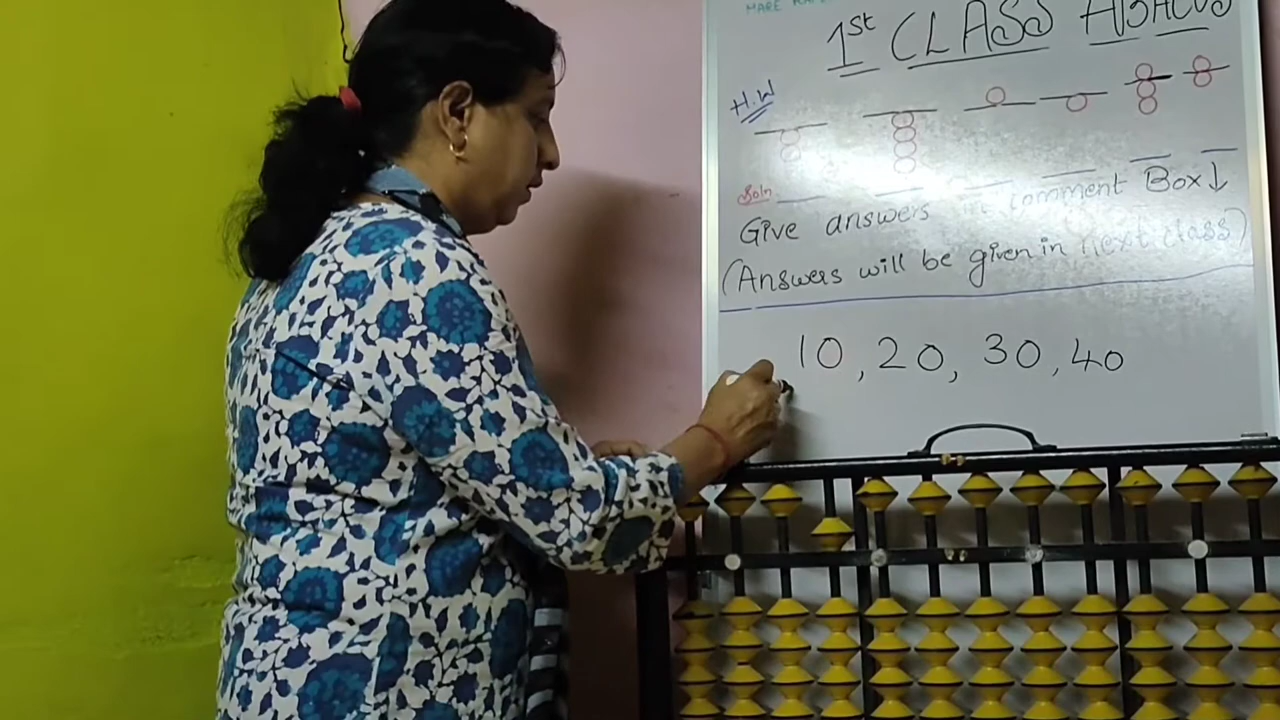 1st CLASS ABACUS
H.W
Soln
Give answers in comment Box↓
(Answers will be given in next class)
10, 20, 30, 40